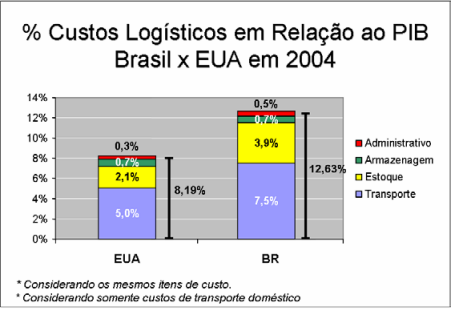 % Custos Logísticos em Relação ao PIB
Brasil x EUA em 2004
14%
12%
10%
8%
6%
4%
2%
0%
0,3%
0,7%
2,1%
5,0%
8,19%
0,5%
0,7%
3,9%
7,5%
12,63%
EUA
BR
Administrativo
Armazenagem
Estoque
Transporte
* Considerando os mesmos ítens de custo.
* Considerando somente custos de transporte doméstico